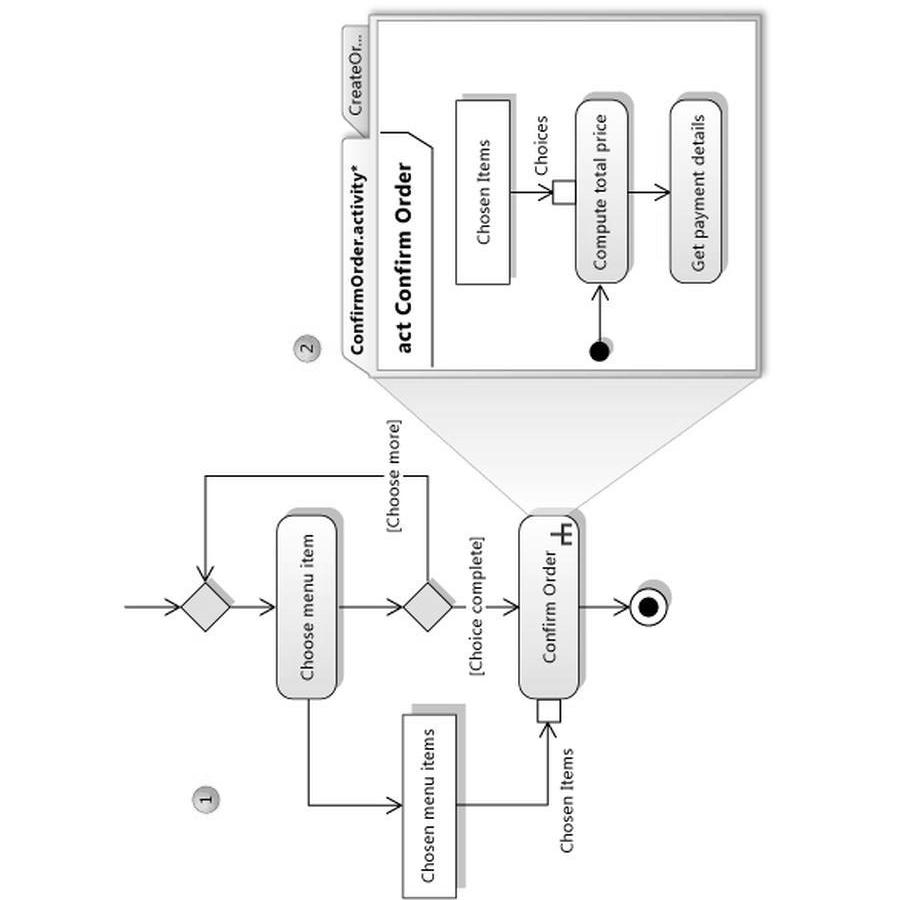 1
Choose menu item
[Choose more]
Chosen menu items
[Choice complete]
Confirm Order
Chosen Items
2
ConfirmOrder.activity*
CreateOr...
act Confirm Order
Chosen Items
Choices
Compute total price
Get payment details